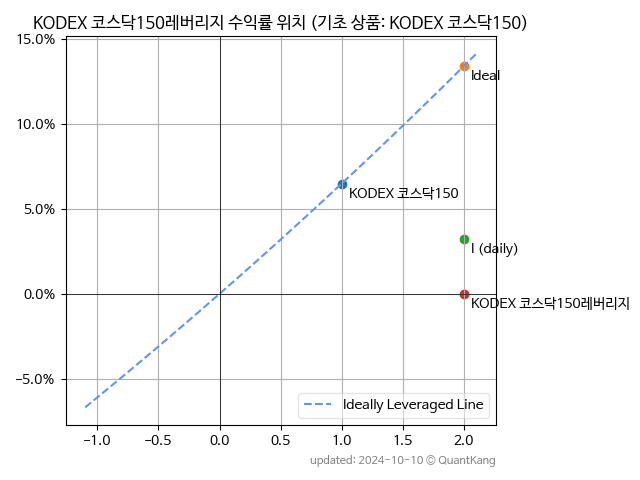 KODEX 코스닥150레버리지 수익률 위치 (기초 상품: KODEX 코스닥150)
15.0%
Ideal
10.0%
KODEX 코스닥150
5.0%
I (daily)
0.0%
KODEX 코스닥150레버리지
−5.0%
Ideally Leveraged Line
−1.0 −0.5 0.0 0.5 1.0 1.5 2.0
updated: 2024-10-10 © QuantKang